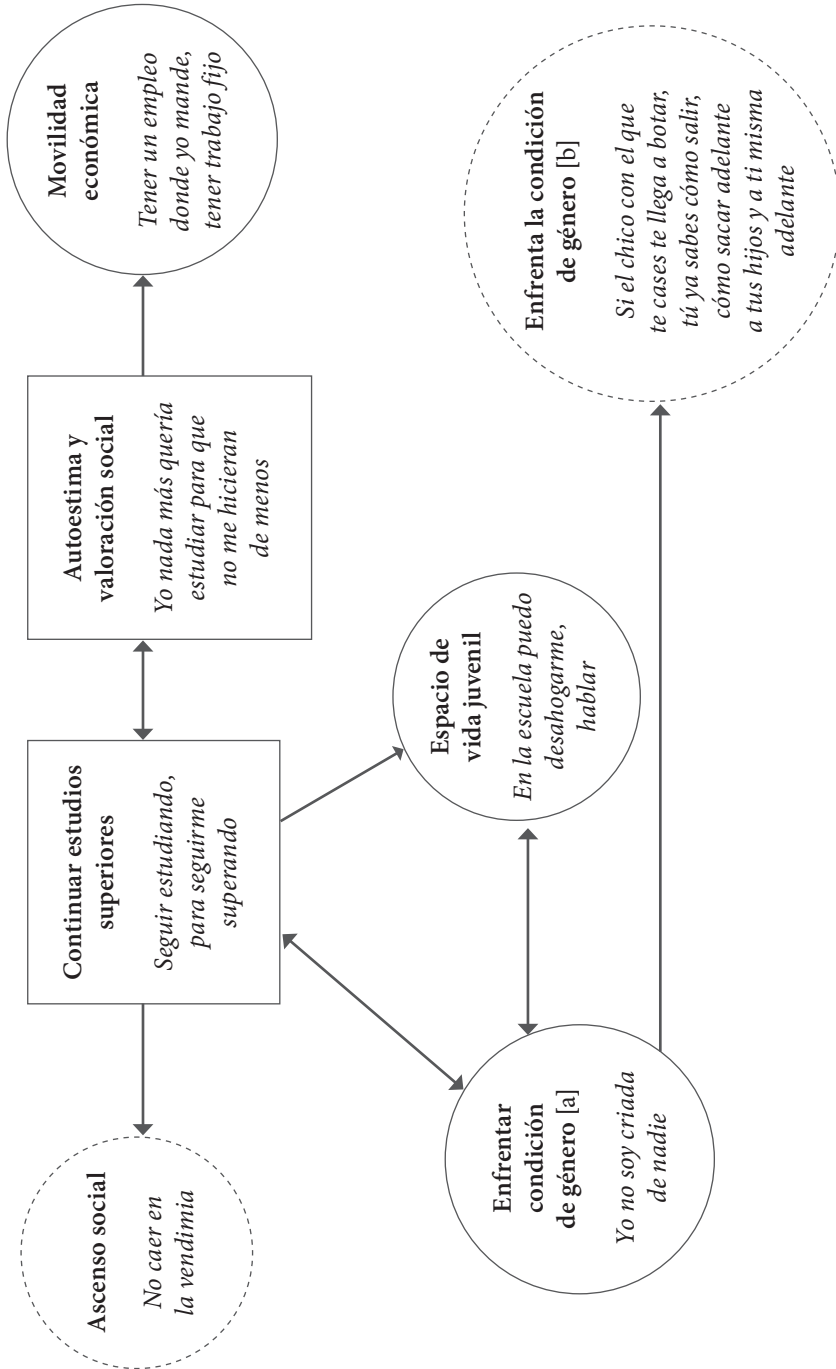 Ascenso social
No caer en
la vendimia
Continuar estudios
superiores
Seguir estudiando,
para seguirme
superando
Autoestima y
valoración social
Yo nada más quería
estudiar para que
no me hicieran
de menos
Movilidad
económica
Tener un empleo
donde yo mande,
tener trabajo fijo
Enfrentar
condición
de género [a]
Yo no soy criada
de nadie
Espacio de
vida juvenil
En la escuela puedo
desahogarme,
hablar
Enfrenta la condición
de género [b]
Si el chico con el que
te cases te llega a botar,
tú ya sabes cómo salir,
cómo sacar adelante
a tus hijos y a ti misma
adelante